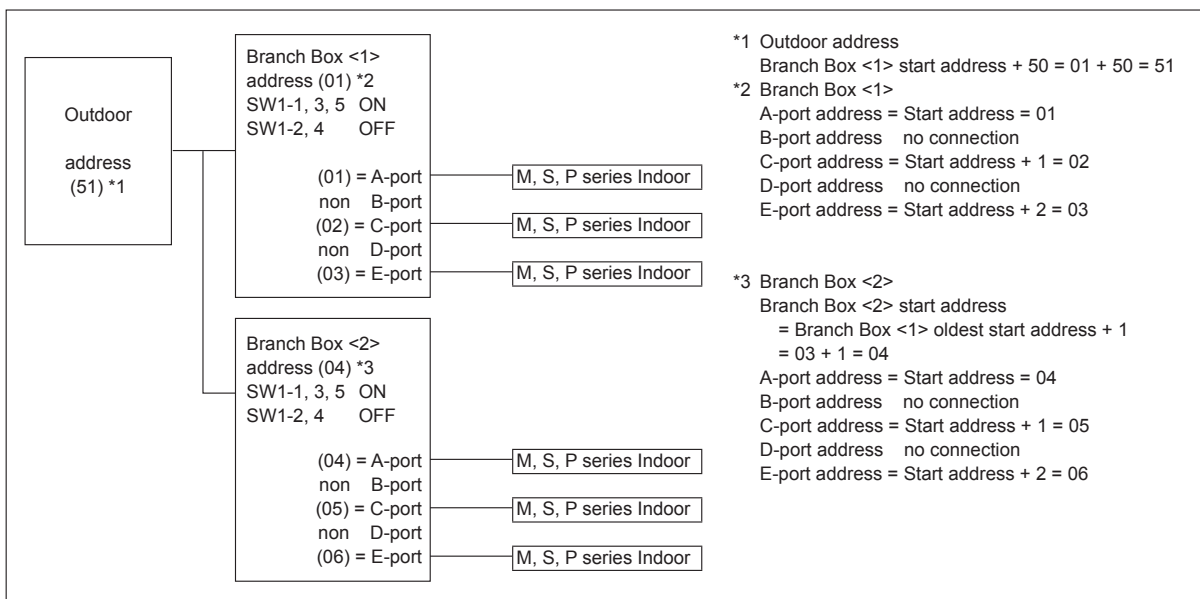 Outdoor
address
(51) *1
Branch Box <1>
address (01) *2
SW1-1, 3, 5 ON
SW1-2, 4 OFF
(01) = A-port
non B-port
(02) = C-port
non D-port
(03) = E-port
M, S, P series Indoor
M, S, P series Indoor
M, S, P series Indoor
Branch Box <2>
address (04) *3
SW1-1, 3, 5 ON
SW1-2, 4 OFF
(04) = A-port
non B-port
(05) = C-port
non D-port
(06) = E-port
M, S, P series Indoor
M, S, P series Indoor
M, S, P series Indoor
*1 Outdoor address
Branch Box <1> start address + 50 = 01 + 50 = 51
*2 Branch Box <1>
A-port address = Start address = 01
B-port address no connection
C-port address = Start address + 1 = 02
D-port address no connection
E-port address = Start address + 2 = 03
*3 Branch Box <2>
Branch Box <2> start address
= Branch Box <1> oldest start address + 1
= 03 + 1 = 04
A-port address = Start address = 04
B-port address no connection
C-port address = Start address + 1 = 05
D-port address no connection
E-port address = Start address + 2 = 06